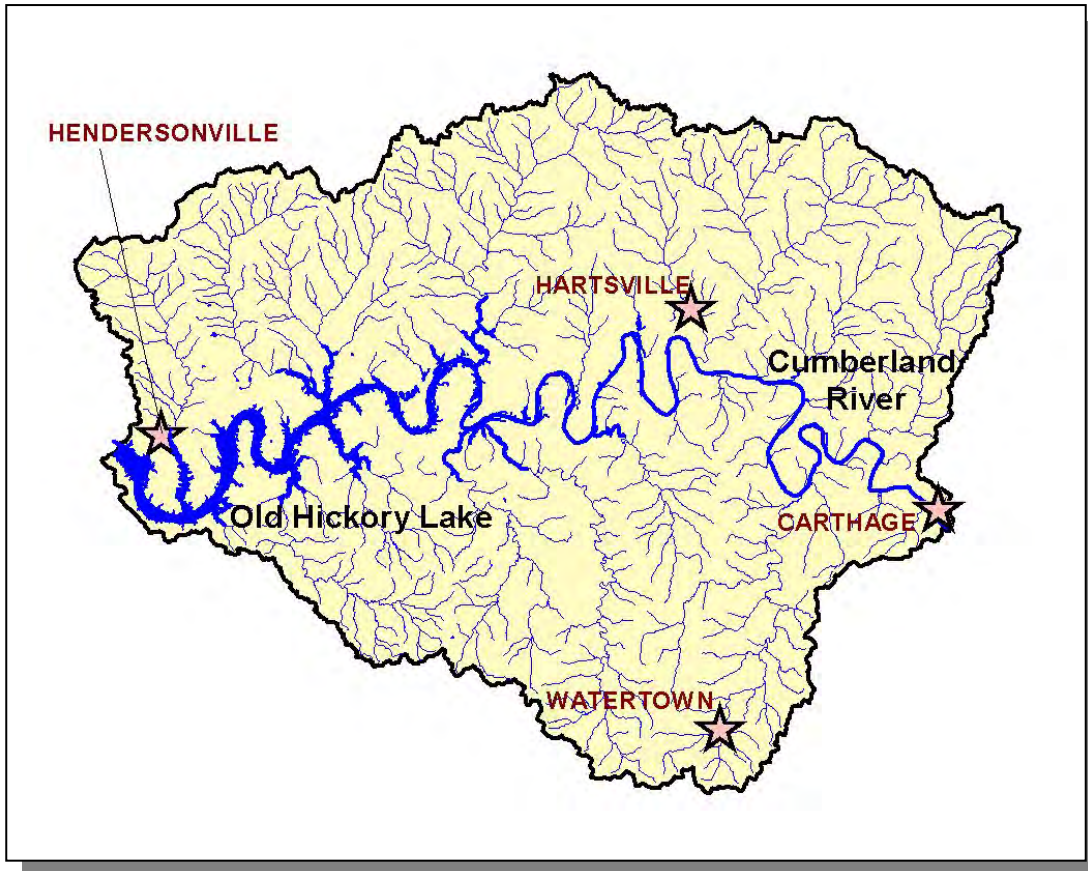 HENDERSONVILLE
HARTSVILLE
Cumberland
River
Old Hickory Lake
CARTHAGE
WATERTOWN